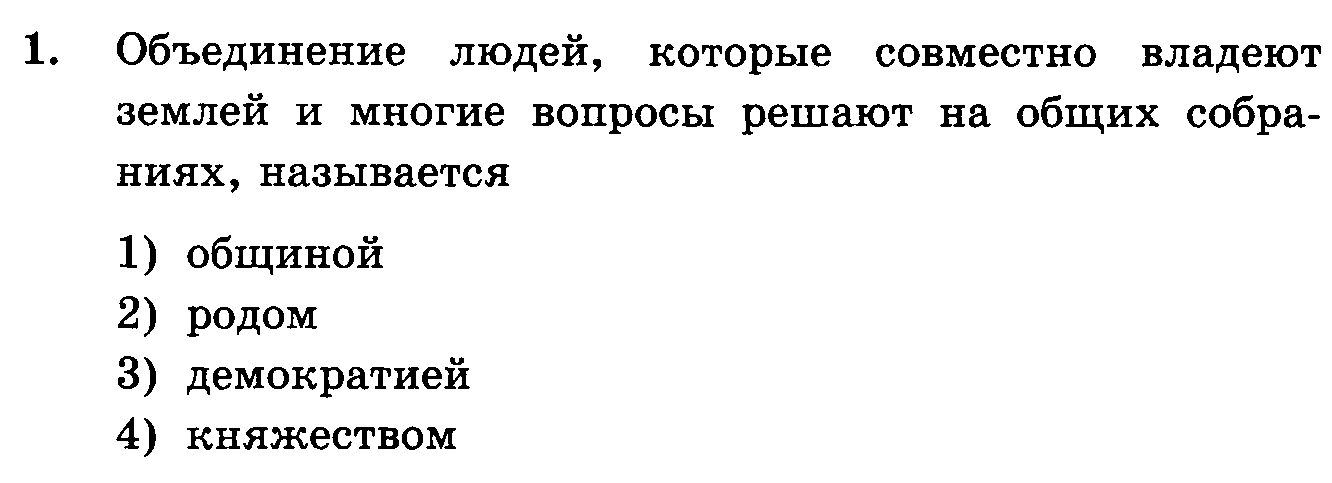 1. Объединение людей, которые совместно владеют
землей и многие вопросы решают на общих собра-
ниях, называется
1) общиной
2) родом
3) демократией
4) княжеством